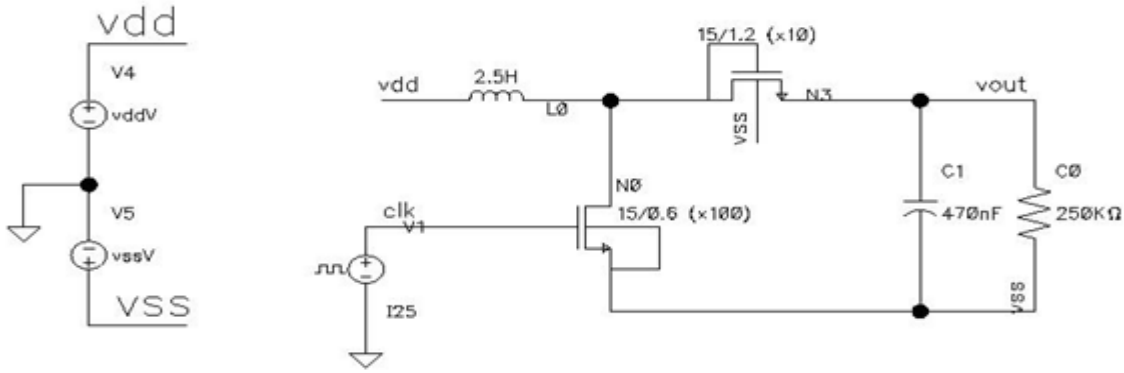 vdd
V4
vddV
V5
vssV
VSS
15/1.2 (x10)
vdd
2.5H
L0
N3
vout
VSS
N0
15/0.6 (x100)
clk
V1
I25
C1
470nF
C0
250KΩ
VSS